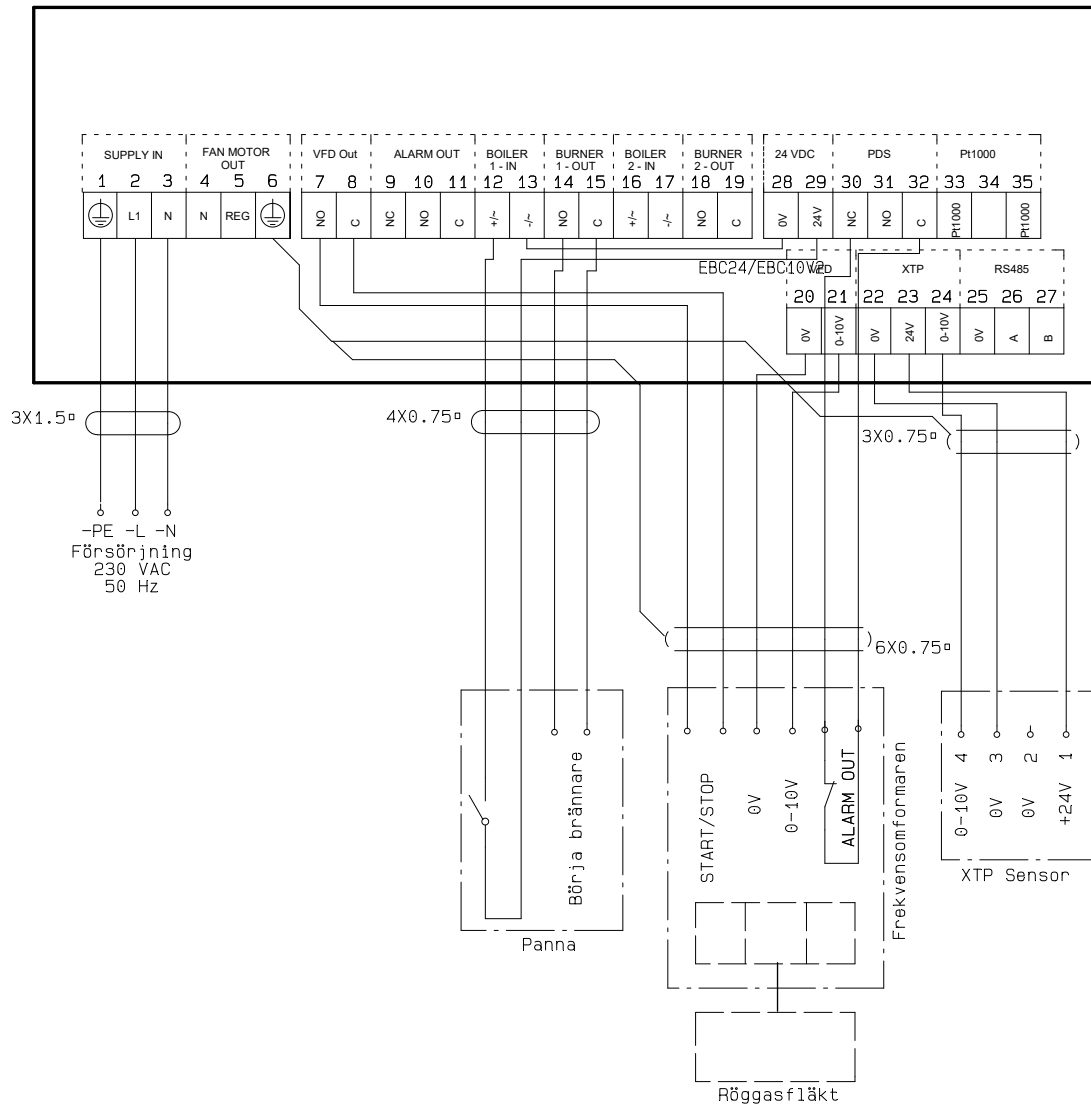 SUPPLY IN
FAN MOTOR
OUT
VFD Out
ALARM OUT
BOILER
1 - IN
BURNER
1 - OUT
BOILER
2 - IN
BURNER
2 - OUT
24 VDC
PDS
Pt1000
1 2 3 4 5 6 7 8 9 10 11 12 13 14 15 16 17 18 19 28 29 30 31 32 33 34 35
L1 N N REG NO C NC NO C +/~ -/~ NO C +/~ -/~ NO C 0V 24V NC NO C Pt1000 Pt1000
EBC24/EBC10V2
VFD
XTP
RS485
20 21 22 23 24 25 26 27
0V 0-10V 0V 24V 0-10V 0V A B
3X1.5
4X0.75
3X0.75
-PE -L -N
Försörjning
230 VAC
50 Hz
6X0.75
Börja brännare
Panna
START/STOP
0V
0-10V
ALARM OUT
Frekvensomformaren
Röggasfläkt
4 3 2 1
0-10V 0V 0V +24V
XTP Sensor